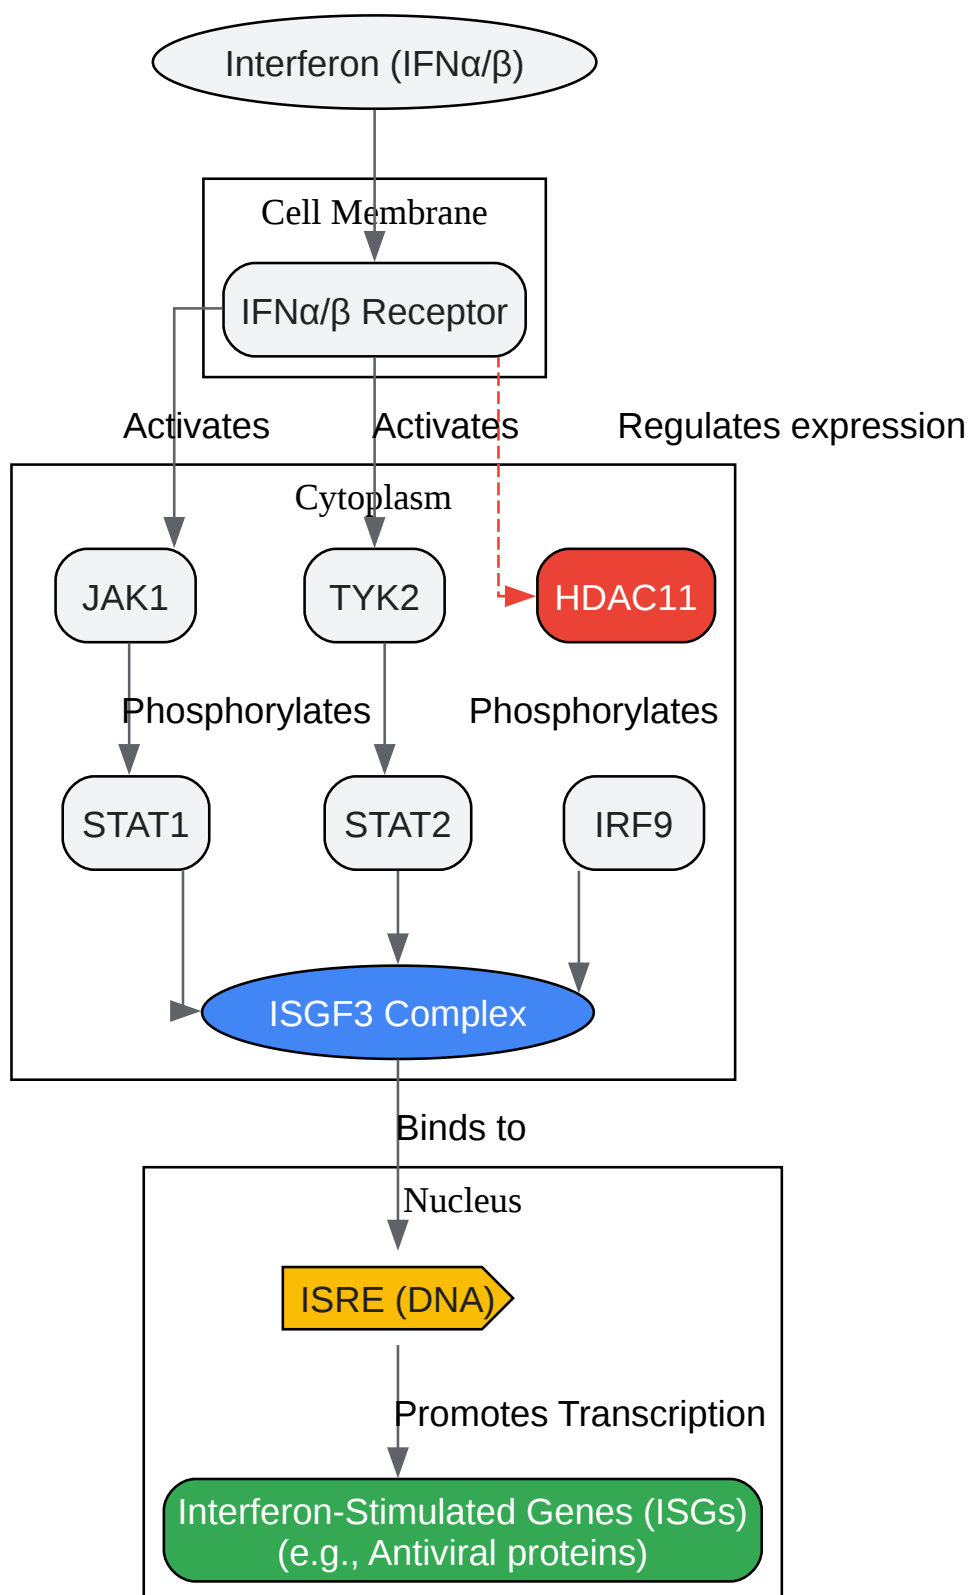 Interferon (IFNα/β)
Cell Membrane
IFNα/β Receptor
Activates
Activates
Regulates expression
Cytoplasm
JAK1
TYK2
HDAC11
Phosphorylates
Phosphorylates
STAT1
STAT2
IRF9
ISGF3 Complex
Binds to
Nucleus
ISRE (DNA)
Promotes Transcription
Interferon-Stimulated Genes (ISGs)
(e.g., Antiviral proteins)